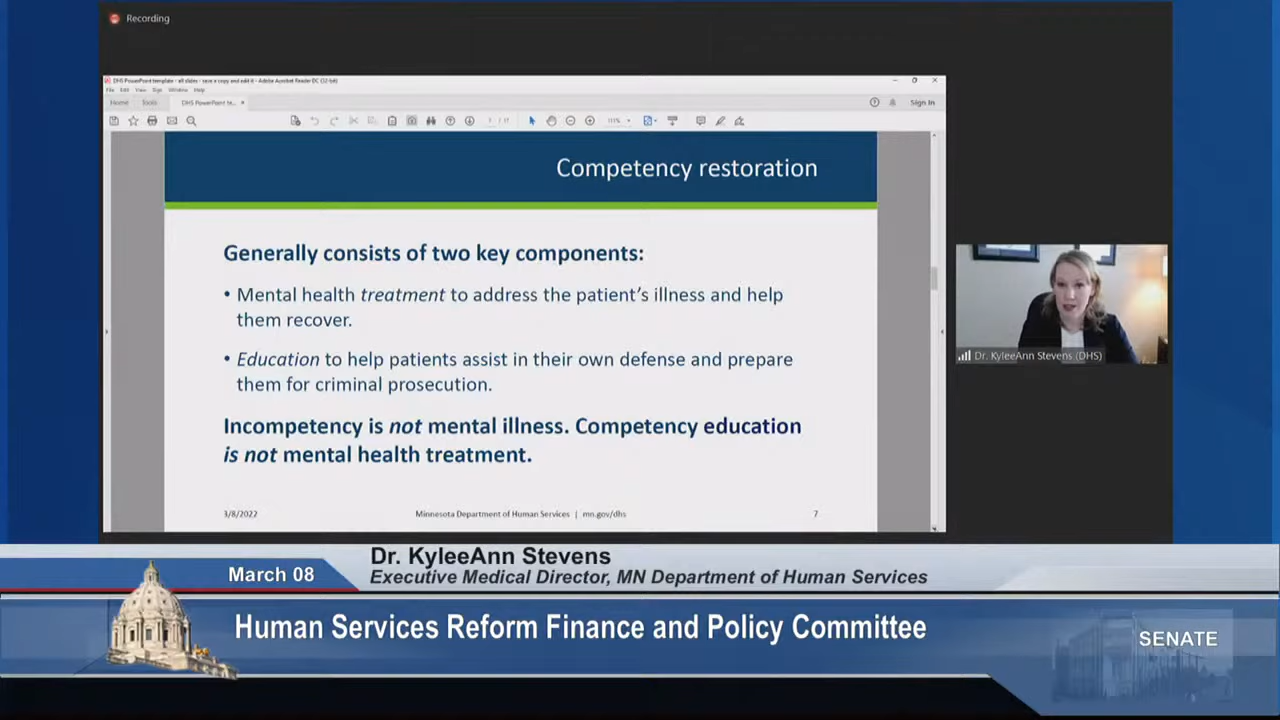 Recording
DHS PowerPoint template - all slides - save a copy and edit it - Adobe Acrobat Reader DC (32-bit)
File Edit View Sign Window Help
Home Tools DHS PowerPoint te... × Sign In
Competency restoration
Generally consists of two key components:
• Mental health treatment to address the patient’s illness and help
them recover.
• Education to help patients assist in their own defense and prepare
them for criminal prosecution.
Incompetency is not mental illness. Competency education
is not mental health treatment.
3/8/2022 Minnesota Department of Human Services | mn.gov/dhs 7
Dr. KyleeAnn Stevens (DHS)
Dr. KyleeAnn Stevens
March 08 Executive Medical Director, MN Department of Human Services
Human Services Reform Finance and Policy Committee
SENATE